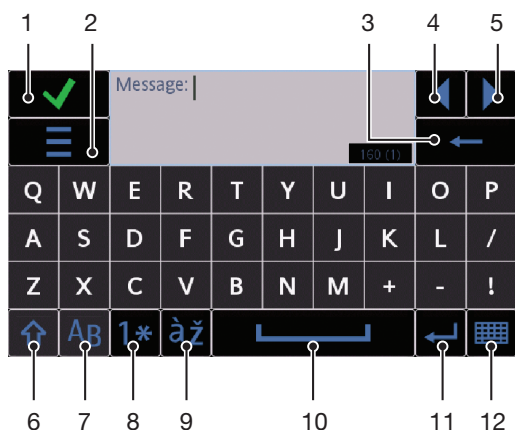 1 2 3 4 5
Message:
160 (1)
Q W E R T Y U I O P
A S D F G H J K L /
Z X C V B N M + - !
AB 1* àž
6 7 8 9 10 11 12